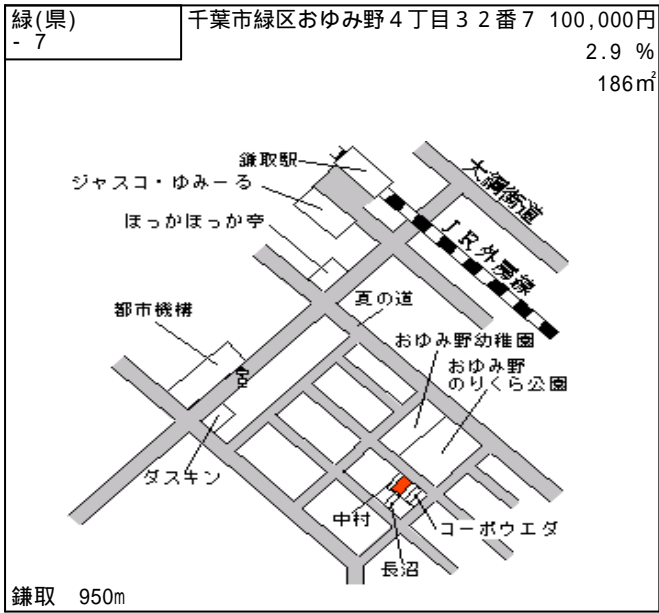 緑(県)
- 7
千葉市緑区おゆみ野４丁目３２番７ 100,000円
2.9 %
186㎡
鎌取駅
大網街道
ジャスコ・ゆみーる
ＪＲ外房線
ほっかほっか亭
真の道
都市機構
おゆみ野幼稚園
おゆみ野
のりくら公園
ダスキン
中村
コーポウエダ
長沼
鎌取 950m